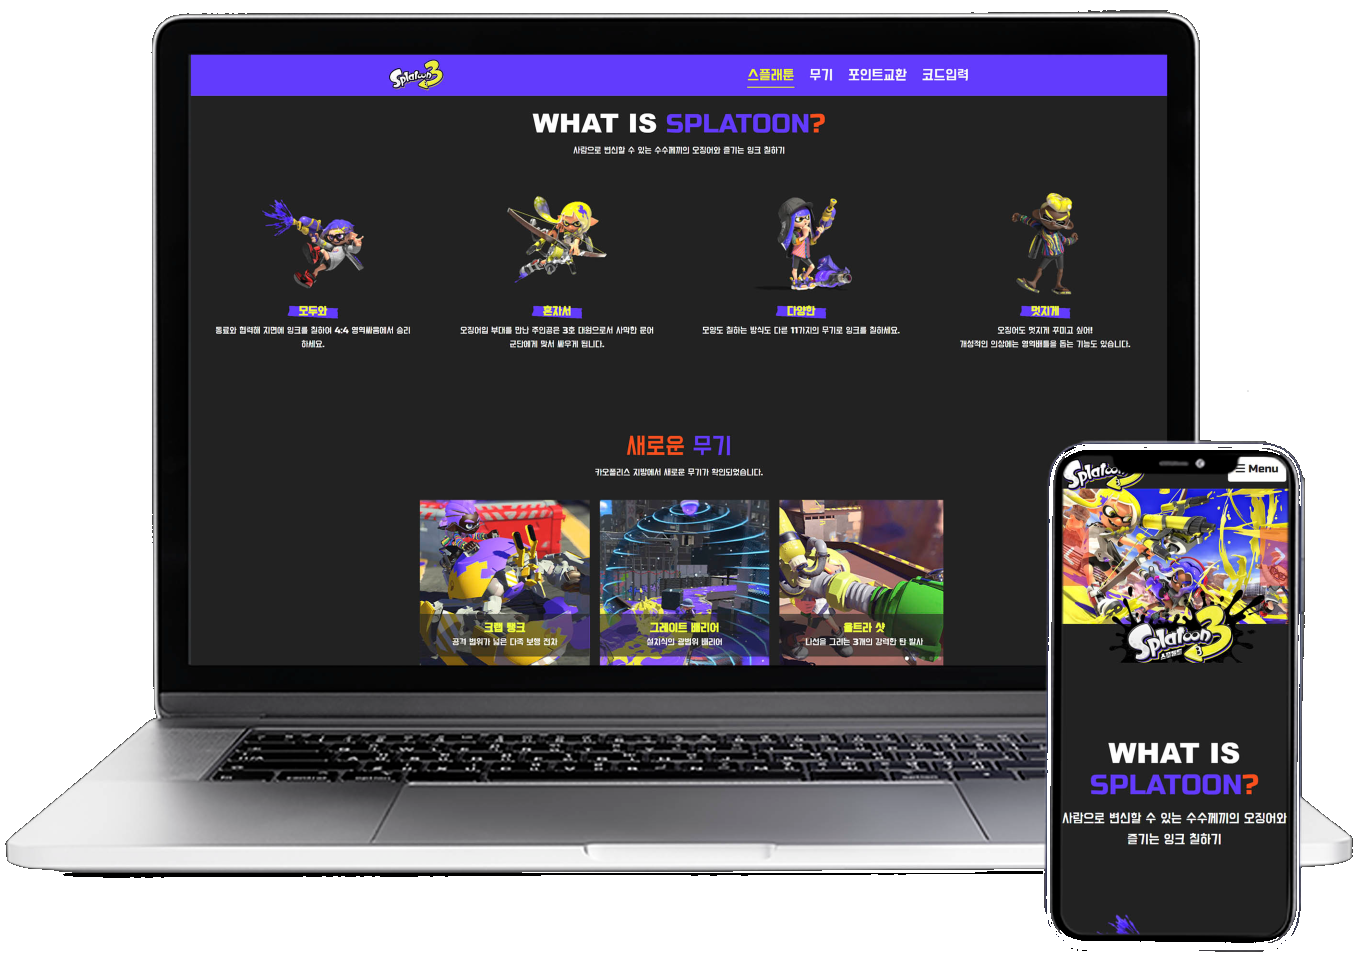 Splatoon 3
스플래툰 무기 포인트교환 코드입력
WHAT IS SPLATOON?
사람으로 변신할 수 있는 수수께끼의 오징어와 즐기는 잉크 칠하기
모두와
동료와 협력해 지면에 잉크를 칠하여 4:4 영역싸움에서 승리
하세요.
혼자서
오징어임 부대를 만난 주인공은 3호 대원으로서 사악한 문어
군단에게 맞서 싸우게 됩니다.
다양한
모양도 칠하는 방식도 다른 11가지의 무기로 잉크를 칠하세요.
멋지게
오징어도 멋지게 꾸미고 싶어!
개성적인 의상에는 영역배틀을 돕는 기능도 있습니다.
새로운 무기
카오폴리스 지방에서 새로운 무기가 확인되었습니다.
크랩 탱크
공격 범위가 넓은 다족 보행 전차
그레이트 배리어
설치식의 광범위 배리어
울트라 샷
나선을 그리는 3개의 강력한 탄 발사
Splatoon
Menu
Splatoon 3
스플래툰
WHAT IS
SPLATOON?
사람으로 변신할 수 있는 수수께끼의 오징어와
즐기는 잉크 칠하기